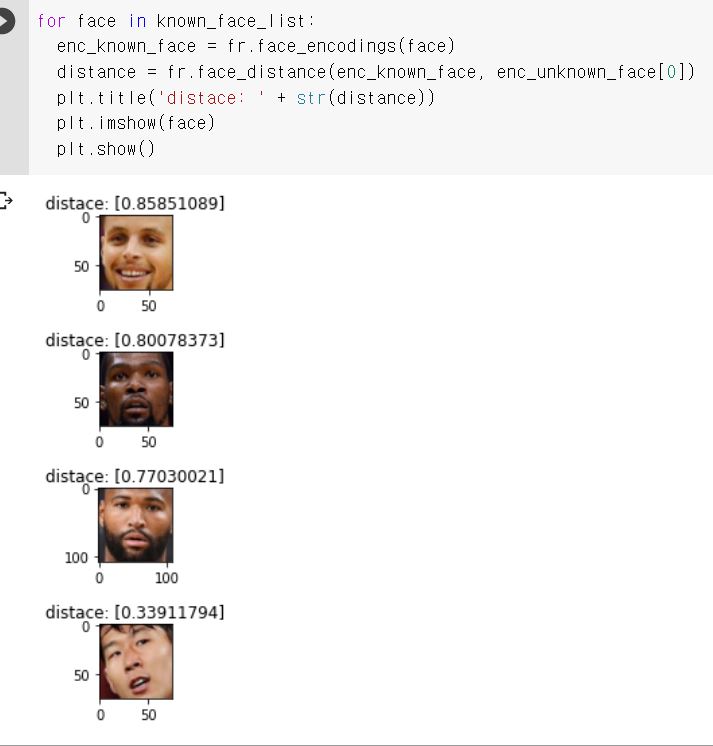 for face in known_face_list:
enc_known_face = fr.face_encodings(face)
distance = fr.face_distance(enc_known_face, enc_unknown_face[0])
plt.title('distace: ' + str(distance))
plt.imshow(face)
plt.show()
distace: [0.85851089]
0
50
0 50
distace: [0.80078373]
0
50
0 50
distace: [0.77030021]
0
100
0 100
distace: [0.33911794]
0
50
0 50